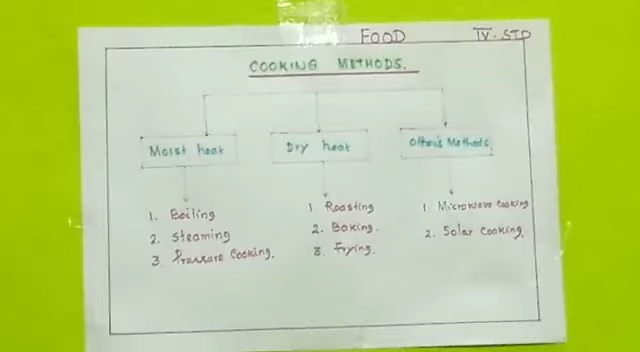 FOOD IV. STD
COOKING METHODS.
Moist heat Dry heat Other's Methods.
1. Boiling
2. Steaming
3. Pressure Cooking.
1 Roasting
2. Baking.
3. Frying.
1 Microwave Cooking
2. Solar Cooking.